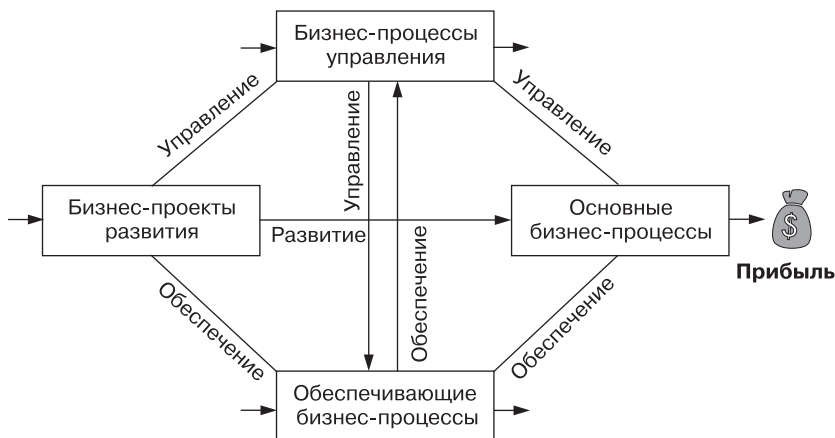 Бизнес-процессы
управления
Управление
Управление
Управление
Бизнес-проекты
развития
Развитие
Основные
бизнес-процессы
$
Прибыль
Обеспечение
Обеспечение
Обеспечение
Обеспечивающие
бизнес-процессы